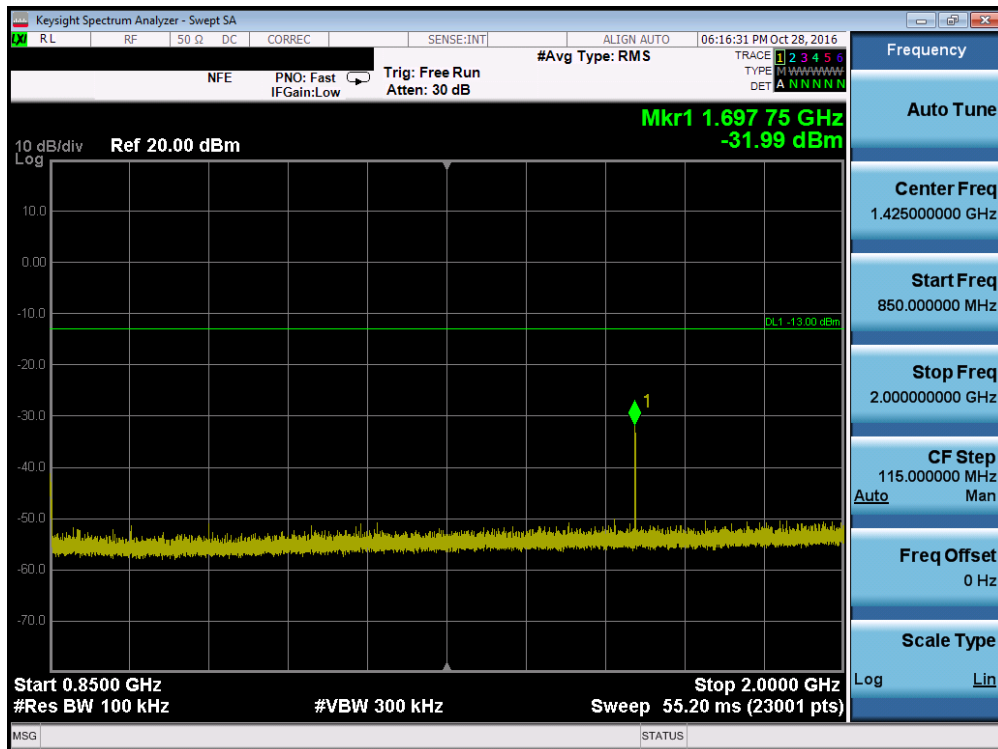 Keysight Spectrum Analyzer - Swept SA
LXI RL RF 50 Ω DC CORREC SENSE:INT ALIGN AUTO 06:16:31 PM Oct 28, 2016
#Avg Type: RMS
TRACE 1 2 3 4 5 6
TYPE M WWWWW
DET A N N N N N
NFE
PNO: Fast
IFGain:Low
Trig: Free Run
Atten: 30 dB
Mkr1 1.697 75 GHz
-31.99 dBm
10 dB/div
Log
Ref 20.00 dBm
10.0
0.00
-10.0
DL1 -13.00 dBm
-20.0
1
-30.0
-40.0
-50.0
-60.0
-70.0
Start 0.8500 GHz
Stop 2.0000 GHz
#Res BW 100 kHz
#VBW 300 kHz
Sweep 55.20 ms (23001 pts)
MSG
STATUS
Frequency
Auto Tune
Center Freq
1.425000000 GHz
Start Freq
850.000000 MHz
Stop Freq
2.000000000 GHz
CF Step
115.000000 MHz
Auto Man
Freq Offset
0 Hz
Scale Type
Log Lin